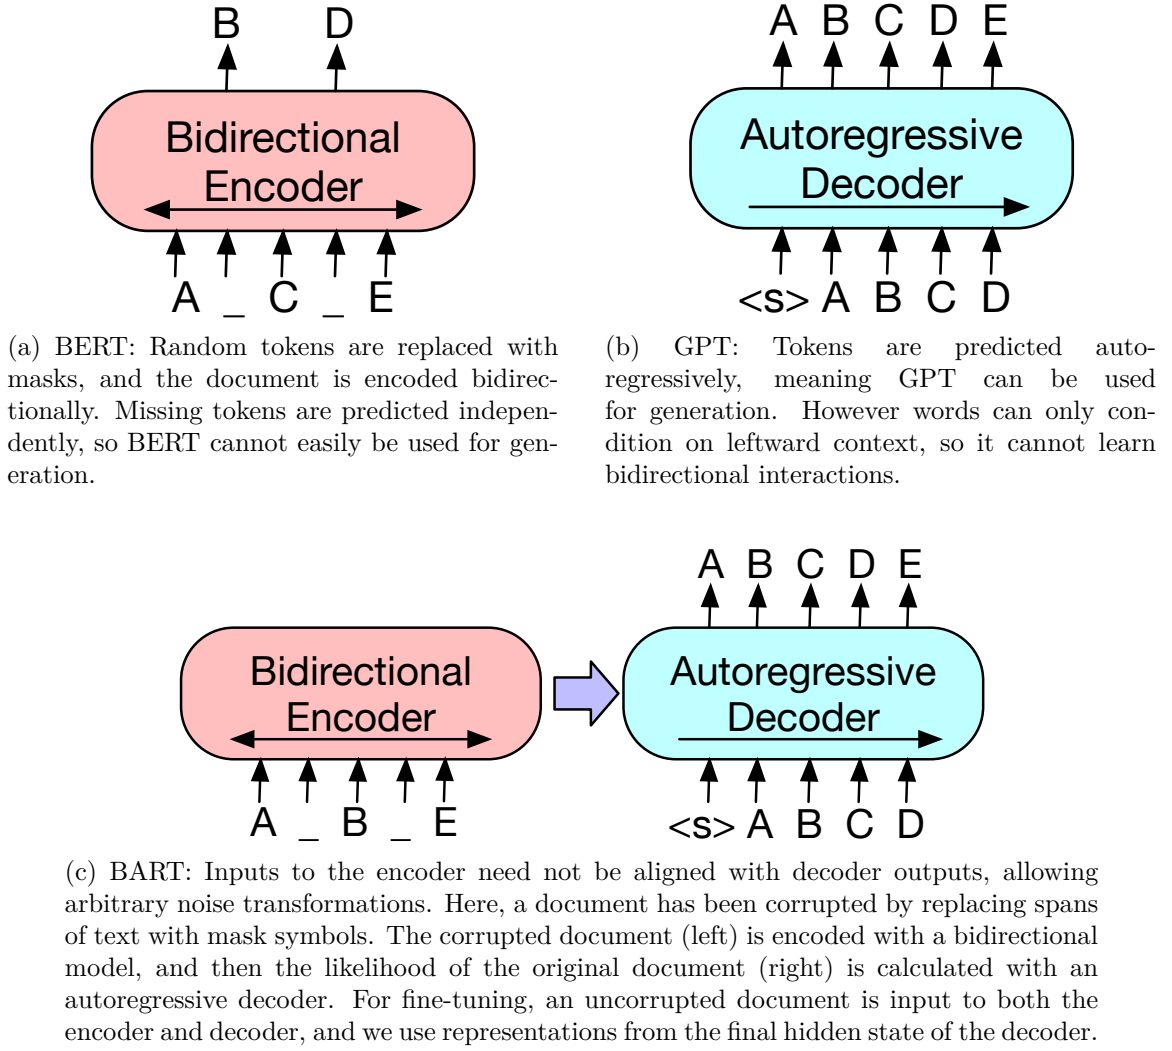 B D
Bidirectional
Encoder
A _ C _ E
(a) BERT: Random tokens are replaced with
masks, and the document is encoded bidirec-
tionally. Missing tokens are predicted indepen-
dently, so BERT cannot easily be used for gen-
eration.
A B C D E
Autoregressive
Decoder
<s> A B C D
(b) GPT: Tokens are predicted auto-
regressively, meaning GPT can be used
for generation. However words can only con-
dition on leftward context, so it cannot learn
bidirectional interactions.
Bidirectional
Encoder
A _ B _ E
A B C D E
Autoregressive
Decoder
<s> A B C D
(c) BART: Inputs to the encoder need not be aligned with decoder outputs, allowing
arbitrary noise transformations. Here, a document has been corrupted by replacing spans
of text with mask symbols. The corrupted document (left) is encoded with a bidirectional
model, and then the likelihood of the original document (right) is calculated with an
autoregressive decoder. For fine-tuning, an uncorrupted document is input to both the
encoder and decoder, and we use representations from the final hidden state of the decoder.